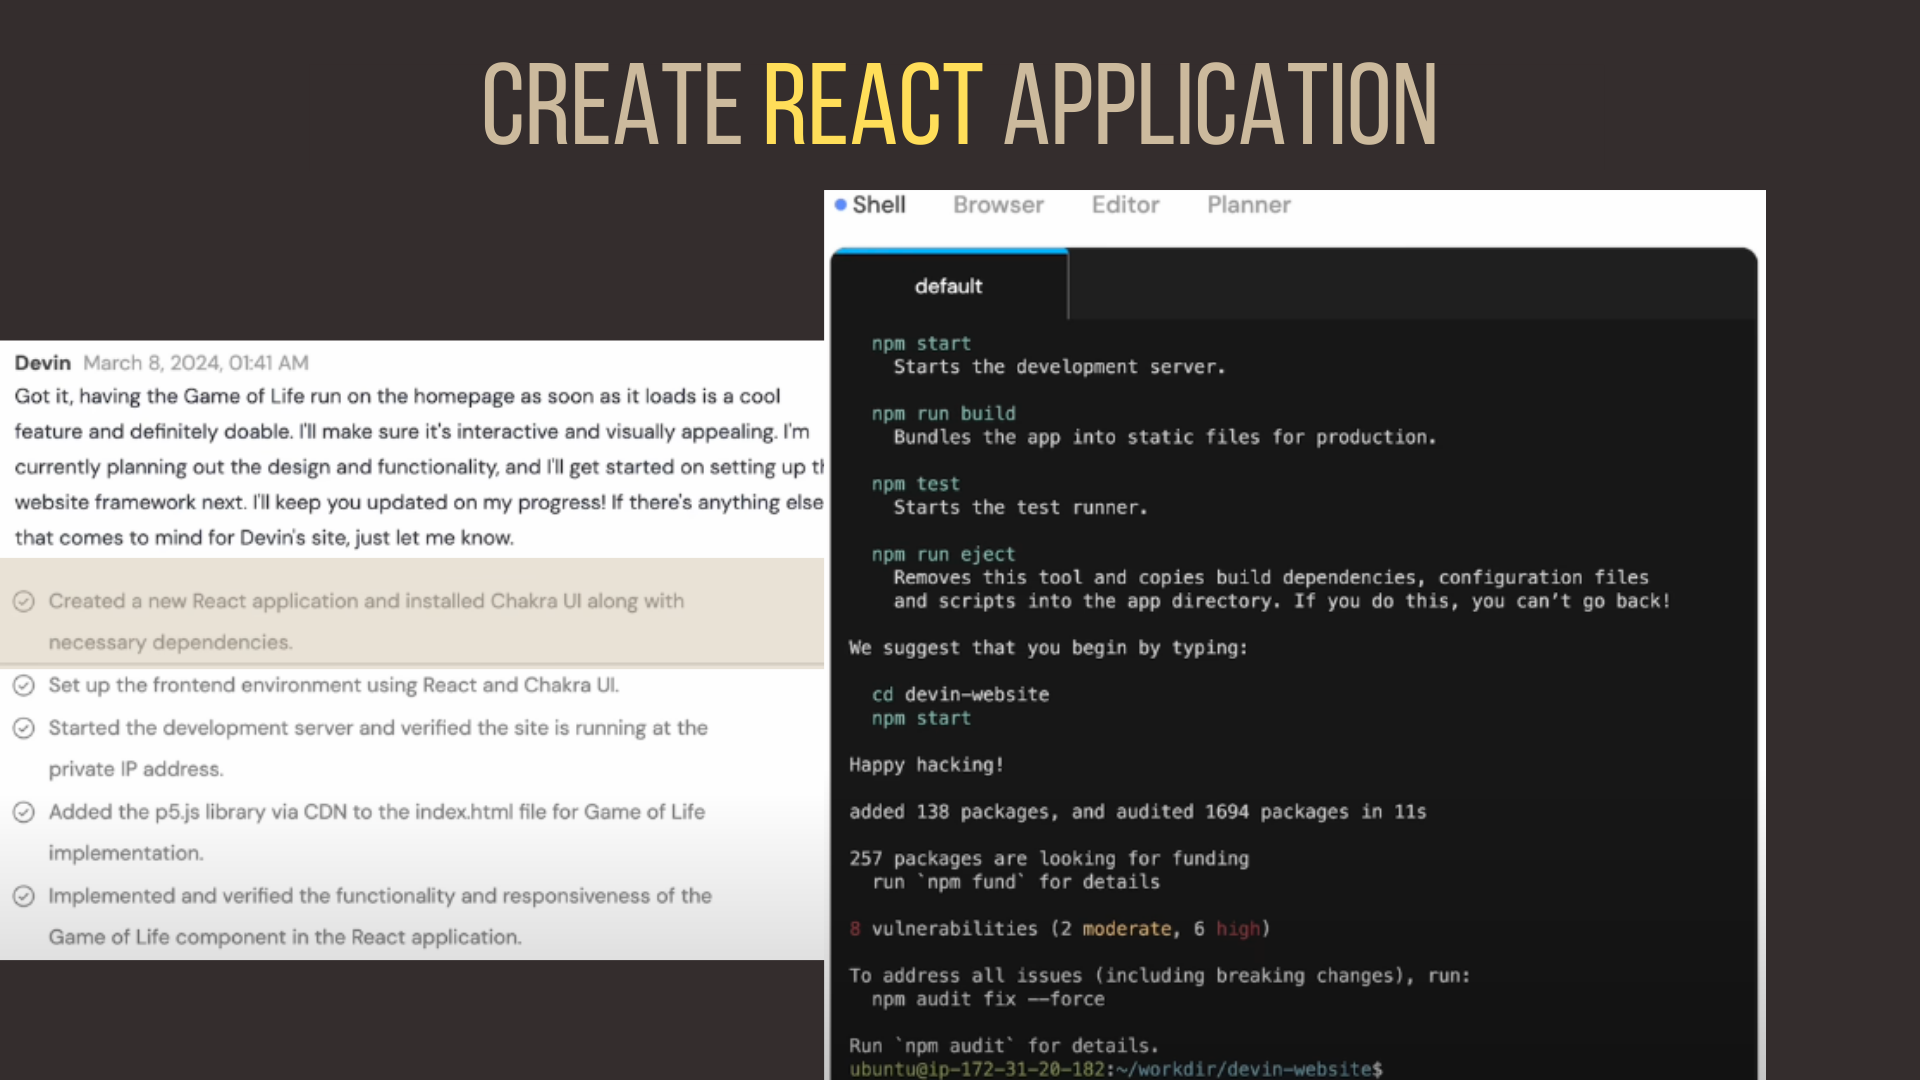 CREATE REACT APPLICATION
Devin March 8, 2024, 01:41 AM
Got it, having the Game of Life run on the homepage as soon as it loads is a cool
feature and definitely doable. I'll make sure it's interactive and visually appealing. I'm
currently planning out the design and functionality, and I'll get started on setting up
website framework next. I'll keep you updated on my progress! If there's anything else
that comes to mind for Devin's site, just let me know.
Created a new React application and installed Chakra UI along with
necessary dependencies.
Set up the frontend environment using React and Chakra UI.
Started the development server and verified the site is running at the
private IP address.
Added the p5.js library via CDN to the index.html file for Game of Life
implementation.
Implemented and verified the functionality and responsiveness of the
Game of Life component in the React application.
Shell Browser Editor Planner
default
npm start
Starts the development server.
npm run build
Bundles the app into static files for production.
npm test
Starts the test runner.
npm run eject
Removes this tool and copies build dependencies, configuration files
and scripts into the app directory. If you do this, you can’t go back!
We suggest that you begin by typing:
cd devin-website
npm start
Happy hacking!
added 138 packages, and audited 1694 packages in 11s
257 packages are looking for funding
run `npm fund` for details
8 vulnerabilities (2 moderate, 6 high)
To address all issues (including breaking changes), run:
npm audit fix --force
Run `npm audit` for details.
ubuntu@ip-172-31-20-182:~/workdir/devin-website$